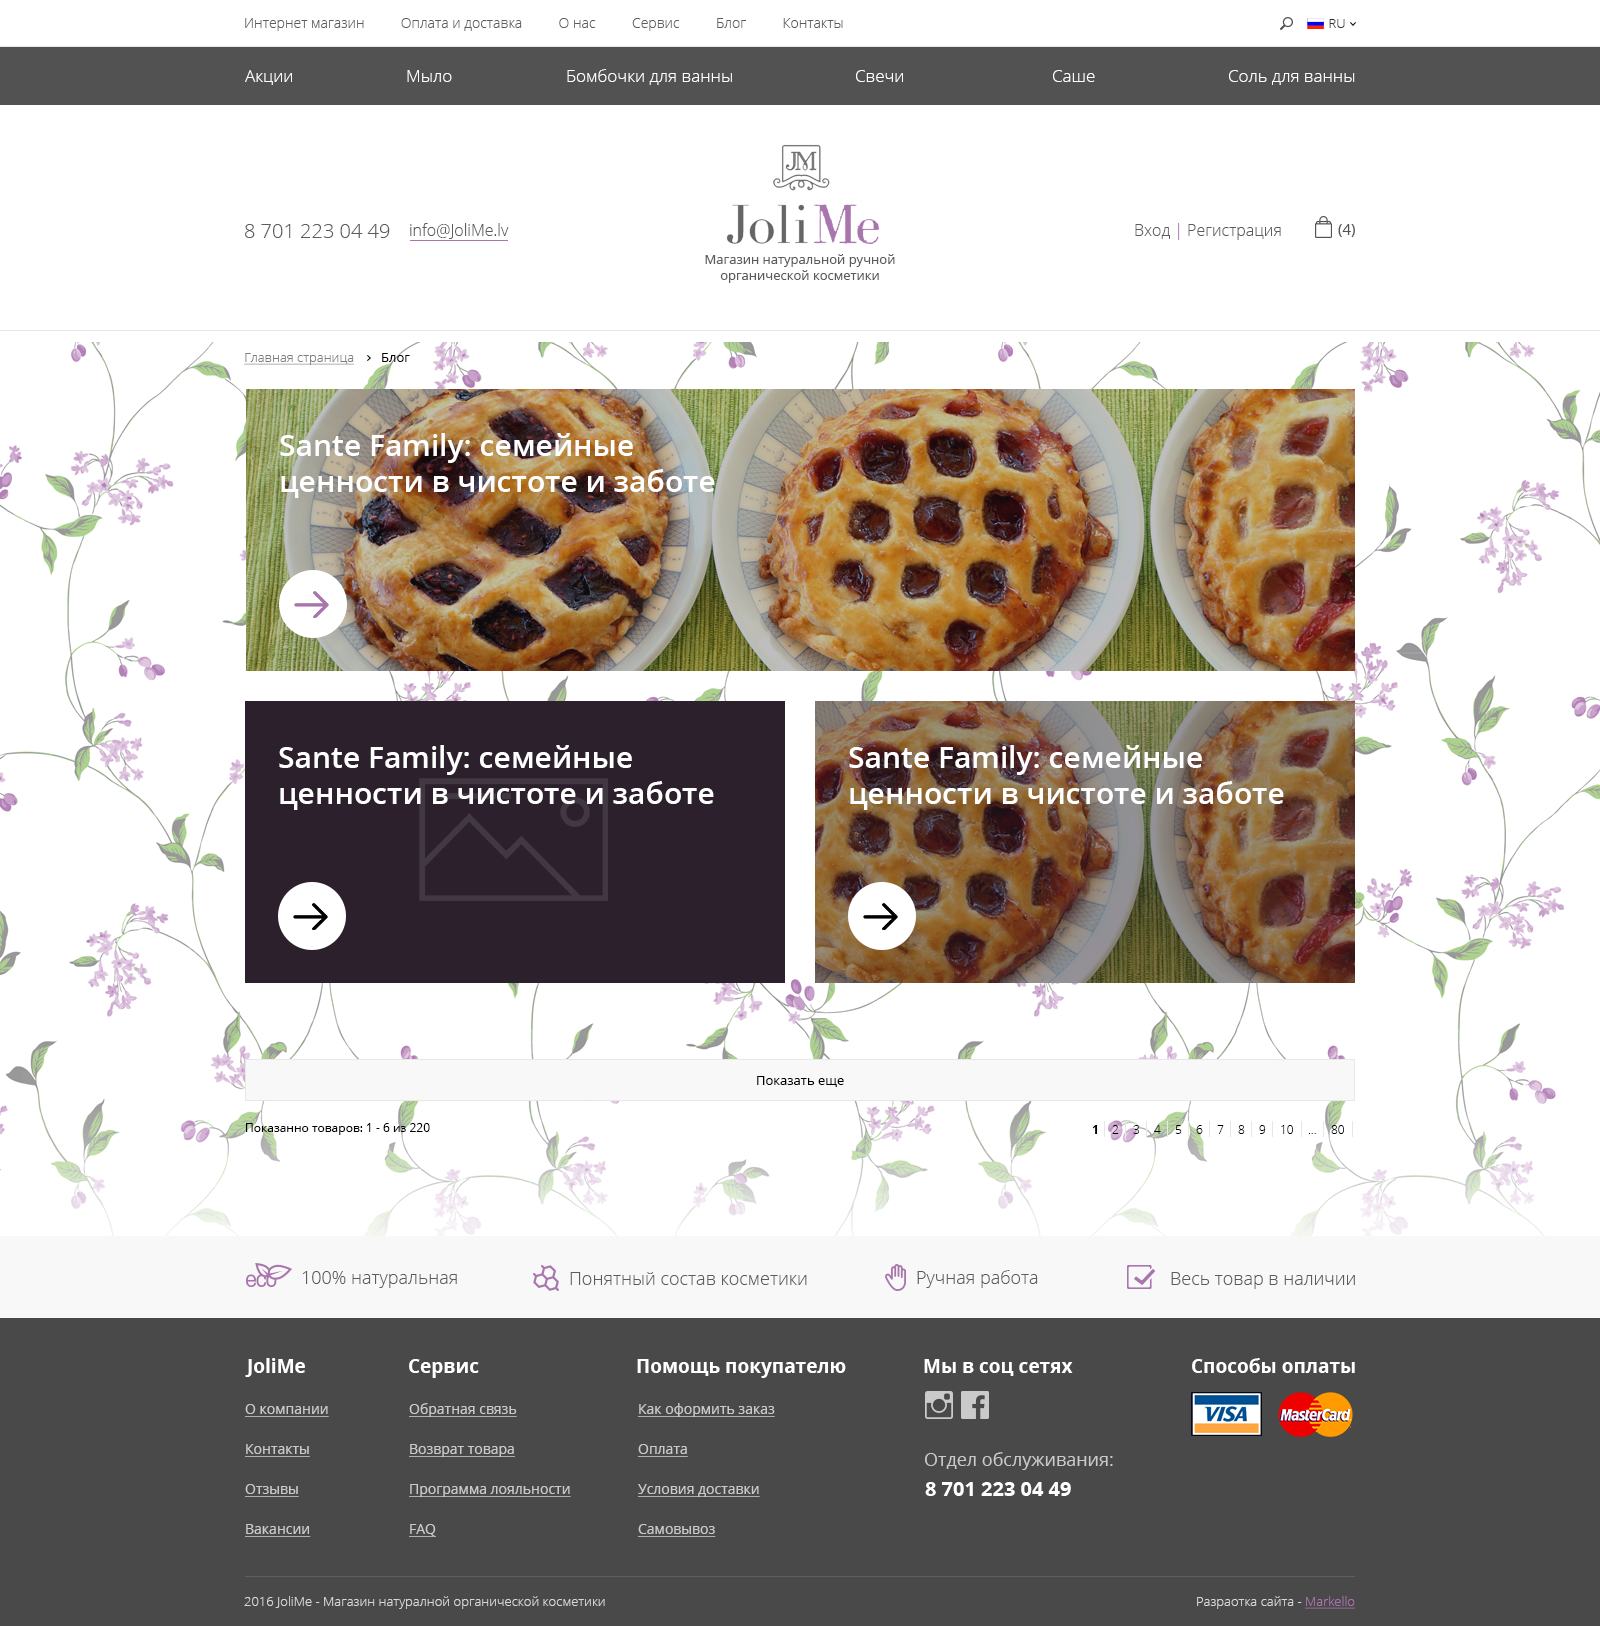 Интернет магазин Оплата и доставка О нас Сервис Блог Контакты RU
Акции Мыло Бомбочки для ванны Свечи Саше Соль для ванны
JM
8 701 223 04 49 info@JoliMe.lv
JoliMe
Вход | Регистрация (4)
Магазин натуральной ручной
органической косметики
Главная страница › Блог
Sante Family: семейные
ценности в чистоте и заботе
Sante Family: семейные
ценности в чистоте и заботе
Sante Family: семейные
ценности в чистоте и заботе
Показать еще
Показанно товаров: 1 - 6 из 220
1 2 3 4 5 6 7 8 9 10 ... 80
eco 100% натуральная Понятный состав косметики Ручная работа Весь товар в наличии
JoliMe
О компании
Контакты
Отзывы
Вакансии
Сервис
Обратная связь
Возврат товара
Программа лояльности
FAQ
Помощь покупателю
Как оформить заказ
Оплата
Условия доставки
Самовывоз
Мы в соц сетях
Отдел обслуживания:
8 701 223 04 49
Способы оплаты
VISA MasterCard
2016 JoliMe - Магазин натуралной органической косметики
Разраотка сайта - Markello